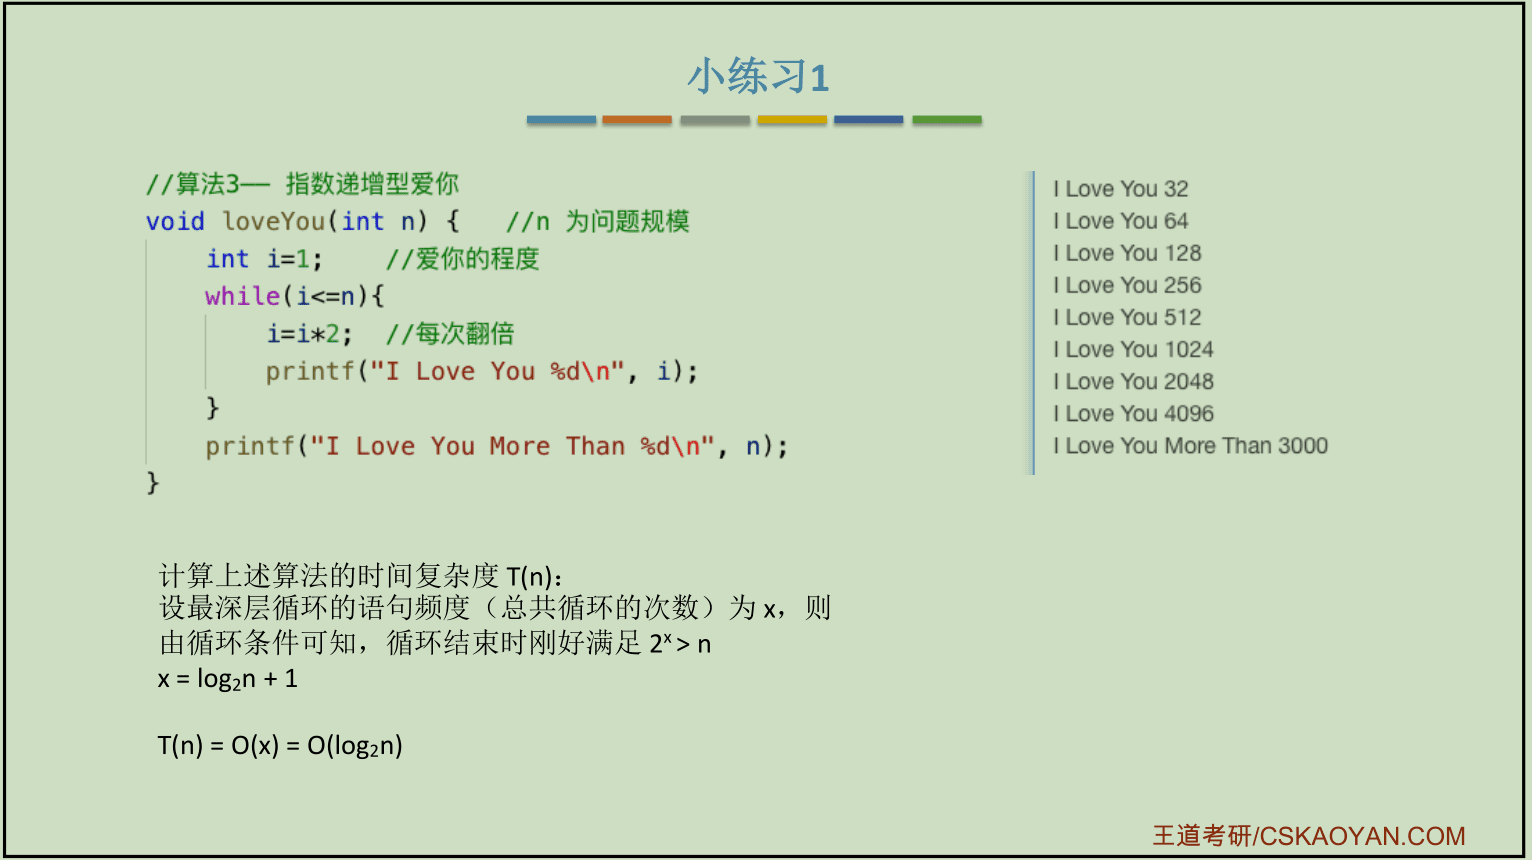 小练习1
//算法3—— 指数递增型爱你
void loveYou(int n) {   //n 为问题规模
    int i=1;    //爱你的程度
    while(i<=n){
        i=i*2;  //每次翻倍
        printf("I Love You %d\n", i);
    }
    printf("I Love You More Than %d\n", n);
}
I Love You 32
I Love You 64
I Love You 128
I Love You 256
I Love You 512
I Love You 1024
I Love You 2048
I Love You 4096
I Love You More Than 3000
计算上述算法的时间复杂度 T(n)：
设最深层循环的语句频度（总共循环的次数）为 x，则
由循环条件可知，循环结束时刚好满足 2ˣ > n
x = log₂n + 1
T(n) = O(x) = O(log₂n)
王道考研/CSKAOYAN.COM